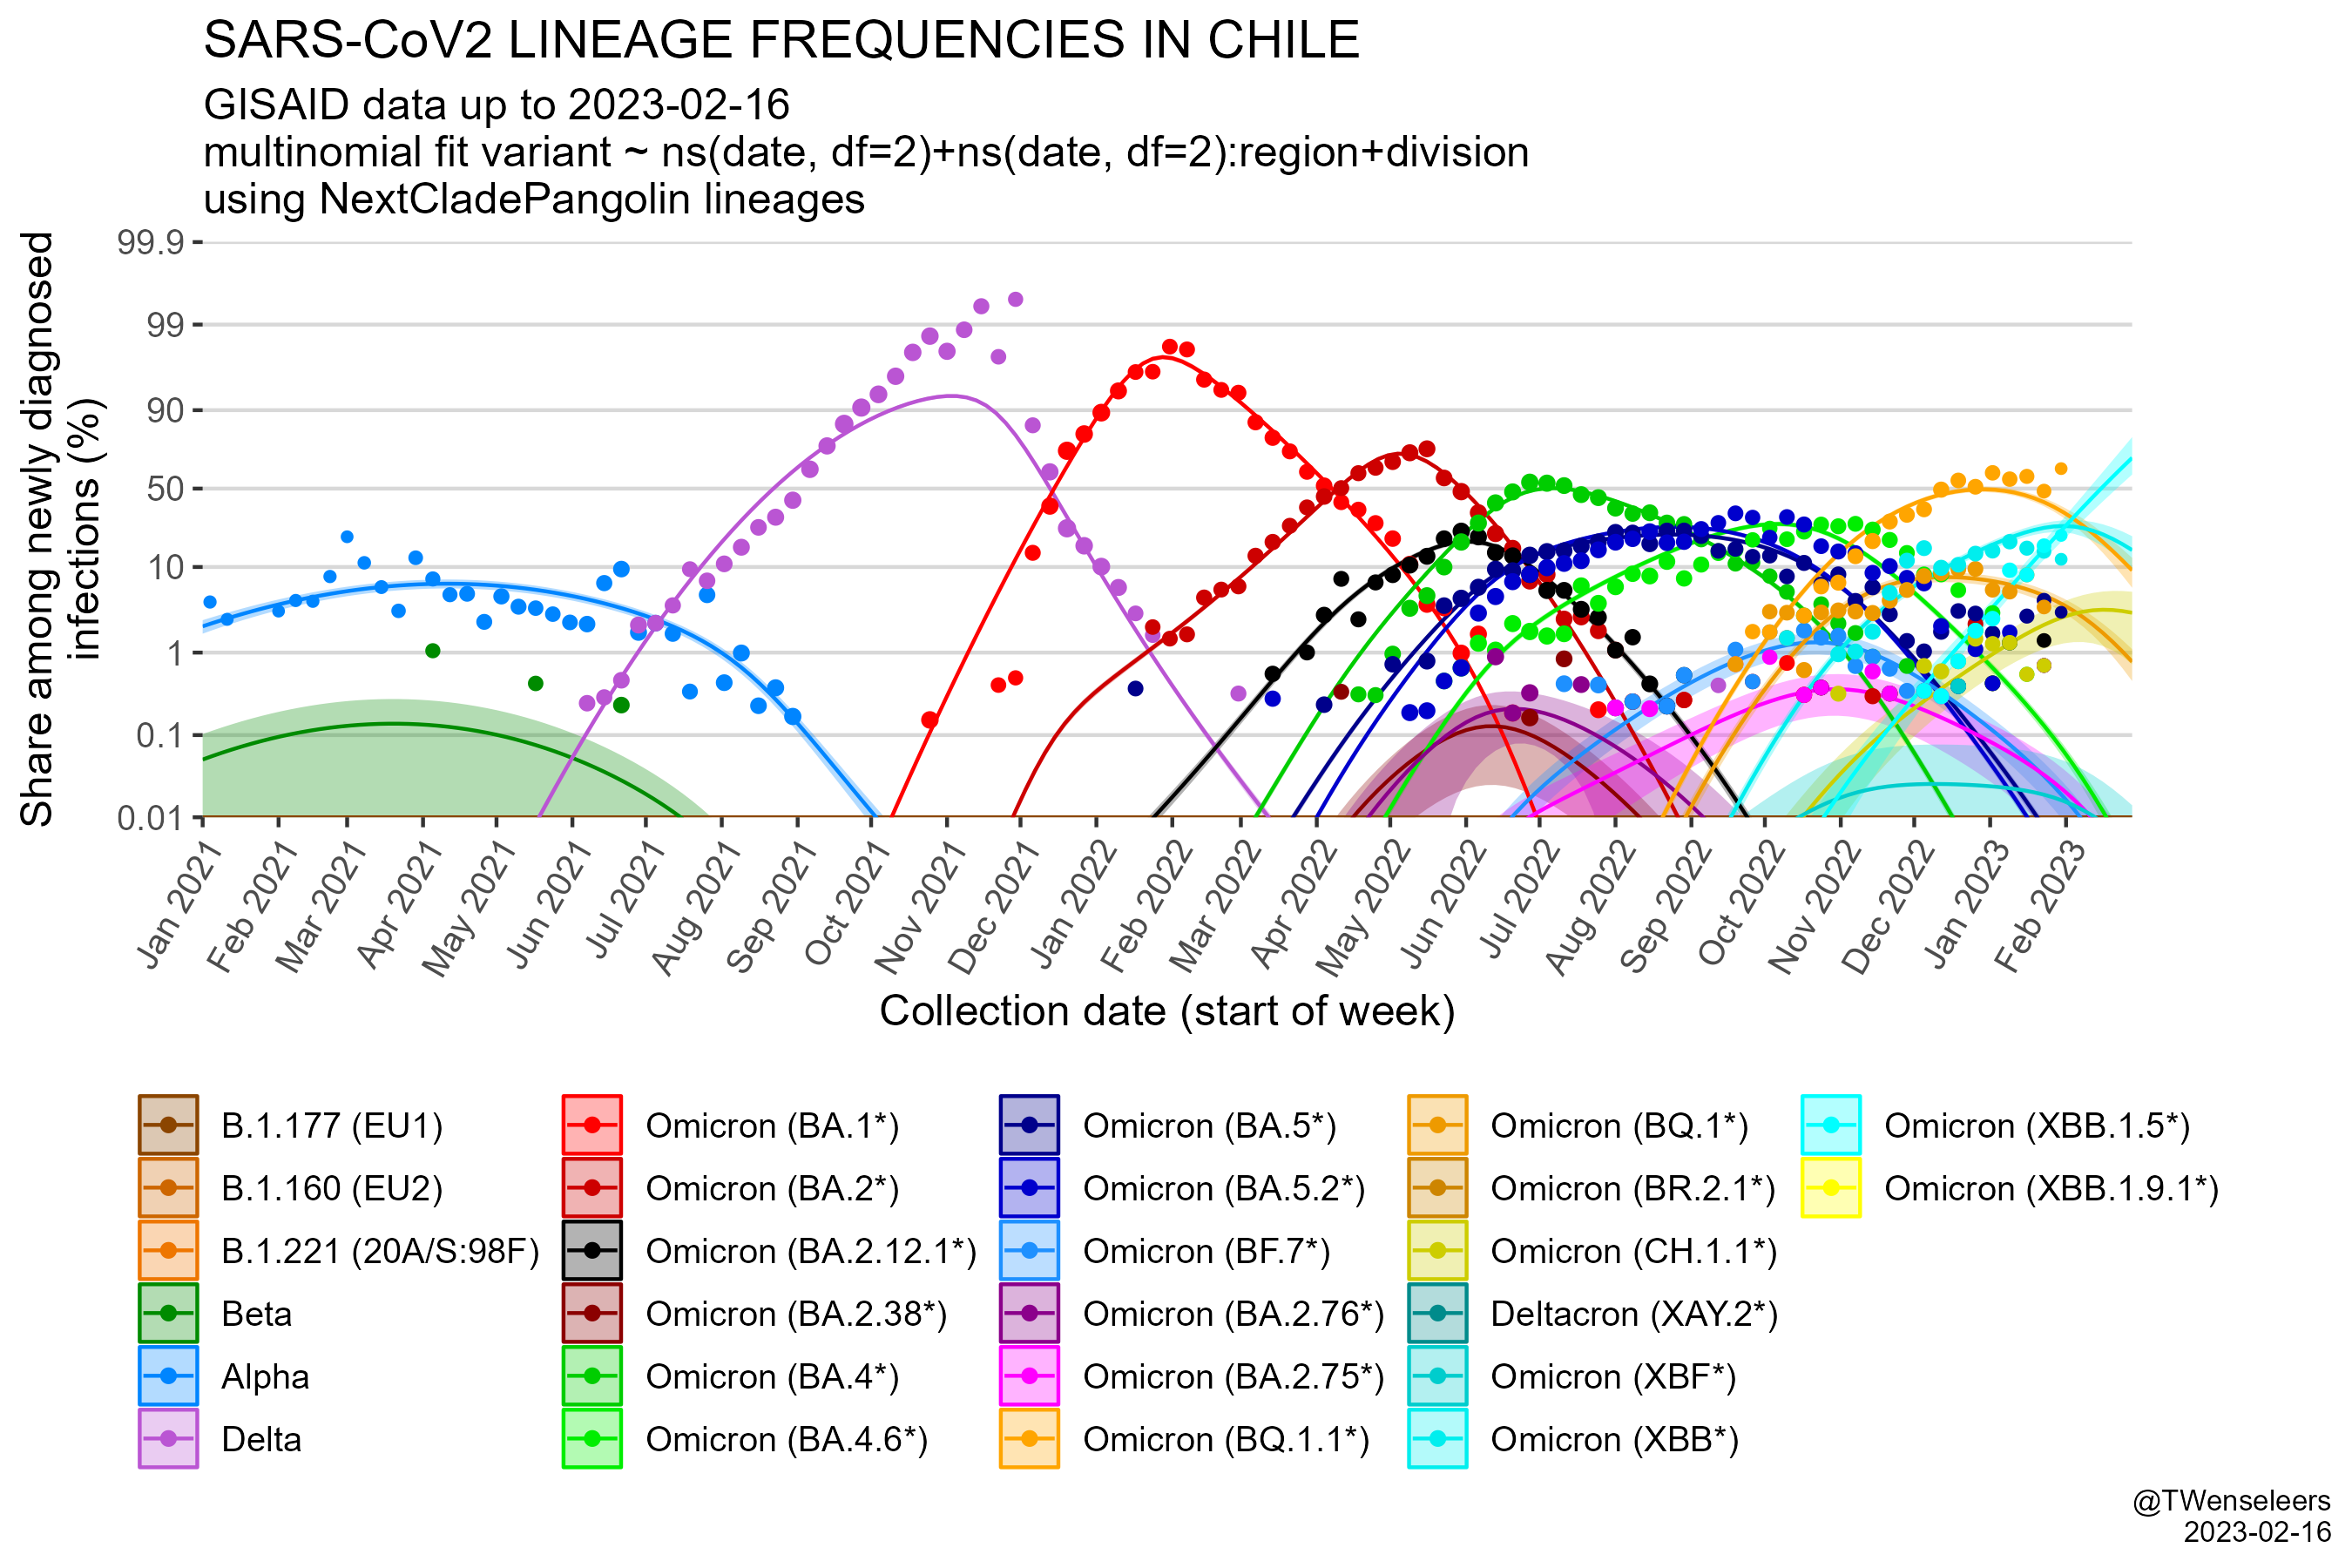 SARS-CoV2 LINEAGE FREQUENCIES IN CHILE
GISAID data up to 2023-02-16
multinomial fit variant ~ ns(date, df=2)+ns(date, df=2):region+division
using NextCladePangolin lineages
Share among newly diagnosed
infections (%)
99.9
99
90
50
10
1
0.1
0.01
Jan 2021
Feb 2021
Mar 2021
Apr 2021
May 2021
Jun 2021
Jul 2021
Aug 2021
Sep 2021
Oct 2021
Nov 2021
Dec 2021
Jan 2022
Feb 2022
Mar 2022
Apr 2022
May 2022
Jun 2022
Jul 2022
Aug 2022
Sep 2022
Oct 2022
Nov 2022
Dec 2022
Jan 2023
Feb 2023
Collection date (start of week)
B.1.177 (EU1)
B.1.160 (EU2)
B.1.221 (20A/S:98F)
Beta
Alpha
Delta
Omicron (BA.1*)
Omicron (BA.2*)
Omicron (BA.2.12.1*)
Omicron (BA.2.38*)
Omicron (BA.4*)
Omicron (BA.4.6*)
Omicron (BA.5*)
Omicron (BA.5.2*)
Omicron (BF.7*)
Omicron (BA.2.76*)
Omicron (BA.2.75*)
Omicron (BQ.1.1*)
Omicron (BQ.1*)
Omicron (BR.2.1*)
Omicron (CH.1.1*)
Deltacron (XAY.2*)
Omicron (XBF*)
Omicron (XBB*)
Omicron (XBB.1.5*)
Omicron (XBB.1.9.1*)
@TWenseleers
2023-02-16